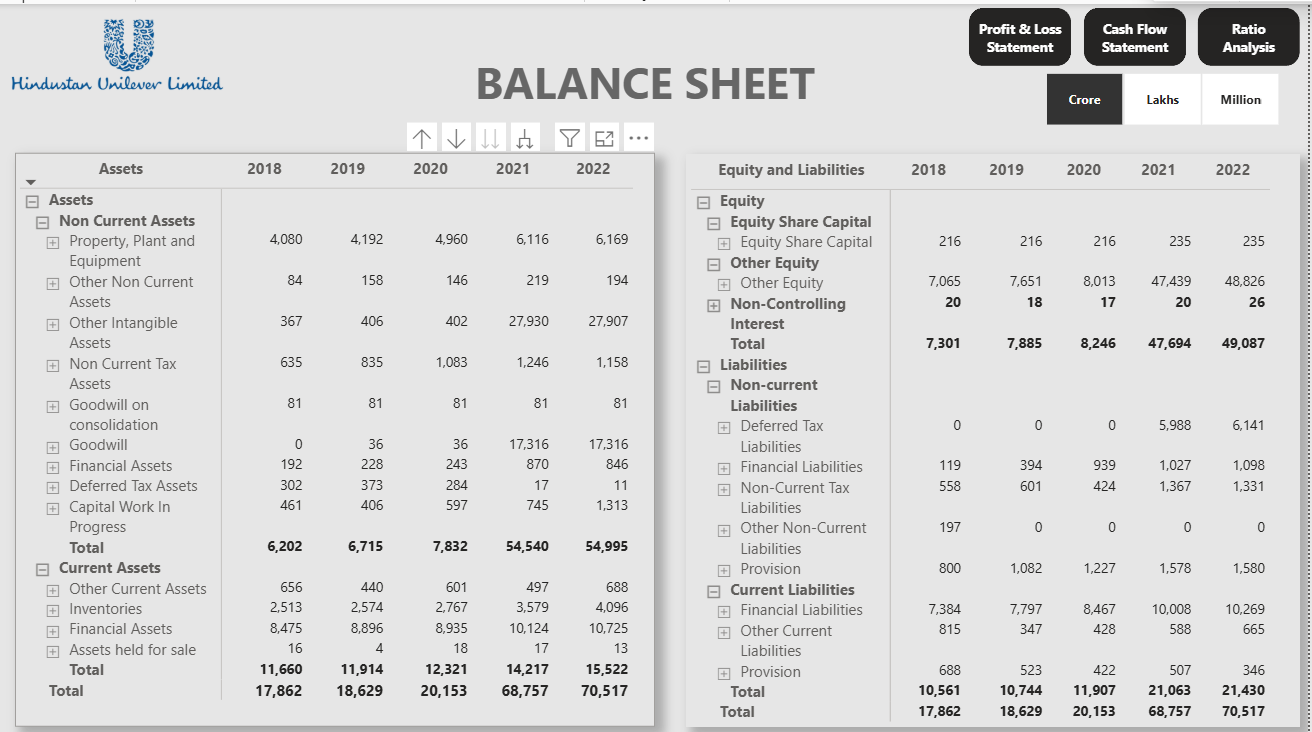 Hindustan Unilever Limited
BALANCE SHEET
Profit & Loss
Statement
Cash Flow
Statement
Ratio
Analysis
Crore Lakhs Million
Assets 2018 2019 2020 2021 2022
Assets
Non Current Assets
Property, Plant and 4,080 4,192 4,960 6,116 6,169
Equipment
Other Non Current 84 158 146 219 194
Assets
Other Intangible 367 406 402 27,930 27,907
Assets
Non Current Tax 635 835 1,083 1,246 1,158
Assets
Goodwill on 81 81 81 81 81
consolidation
Goodwill 0 36 36 17,316 17,316
Financial Assets 192 228 243 870 846
Deferred Tax Assets 302 373 284 17 11
Capital Work In 461 406 597 745 1,313
Progress
Total 6,202 6,715 7,832 54,540 54,995
Current Assets
Other Current Assets 656 440 601 497 688
Inventories 2,513 2,574 2,767 3,579 4,096
Financial Assets 8,475 8,896 8,935 10,124 10,725
Assets held for sale 16 4 18 17 13
Total 11,660 11,914 12,321 14,217 15,522
Total 17,862 18,629 20,153 68,757 70,517
Equity and Liabilities 2018 2019 2020 2021 2022
Equity
Equity Share Capital
Equity Share Capital 216 216 216 235 235
Other Equity
Other Equity 7,065 7,651 8,013 47,439 48,826
Non-Controlling 20 18 17 20 26
Interest
Total 7,301 7,885 8,246 47,694 49,087
Liabilities
Non-current
Liabilities
Deferred Tax 0 0 0 5,988 6,141
Liabilities
Financial Liabilities 119 394 939 1,027 1,098
Non-Current Tax 558 601 424 1,367 1,331
Liabilities
Other Non-Current 197 0 0 0 0
Liabilities
Provision 800 1,082 1,227 1,578 1,580
Current Liabilities
Financial Liabilities 7,384 7,797 8,467 10,008 10,269
Other Current 815 347 428 588 665
Liabilities
Provision 688 523 422 507 346
Total 10,561 10,744 11,907 21,063 21,430
Total 17,862 18,629 20,153 68,757 70,517